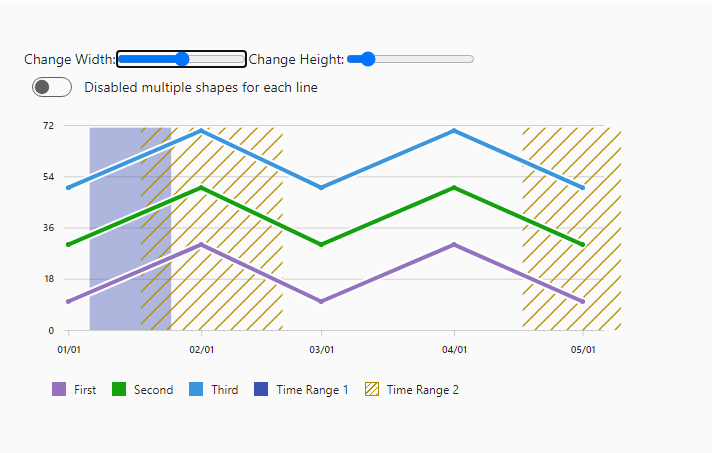 Change Width: Change Height:
Disabled multiple shapes for each line
72
54
36
18
0
01/01 02/01 03/01 04/01 05/01
First Second Third Time Range 1 Time Range 2